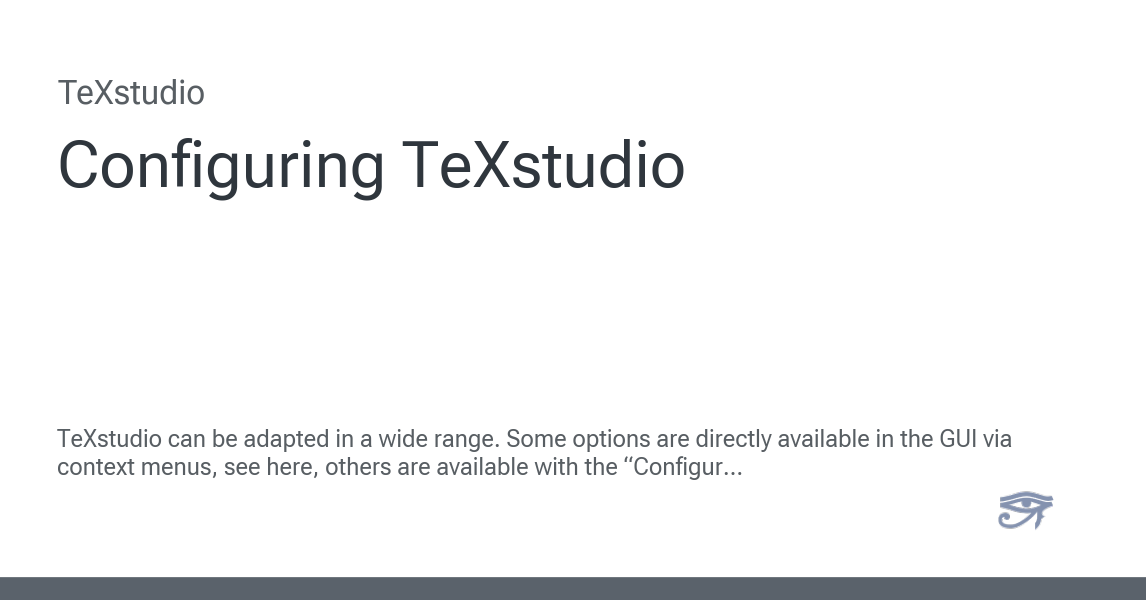 TeXstudio
Configuring TeXstudio
TeXstudio can be adapted in a wide range. Some options are directly available in the GUI via
context menus, see here, others are available with the “Configur…